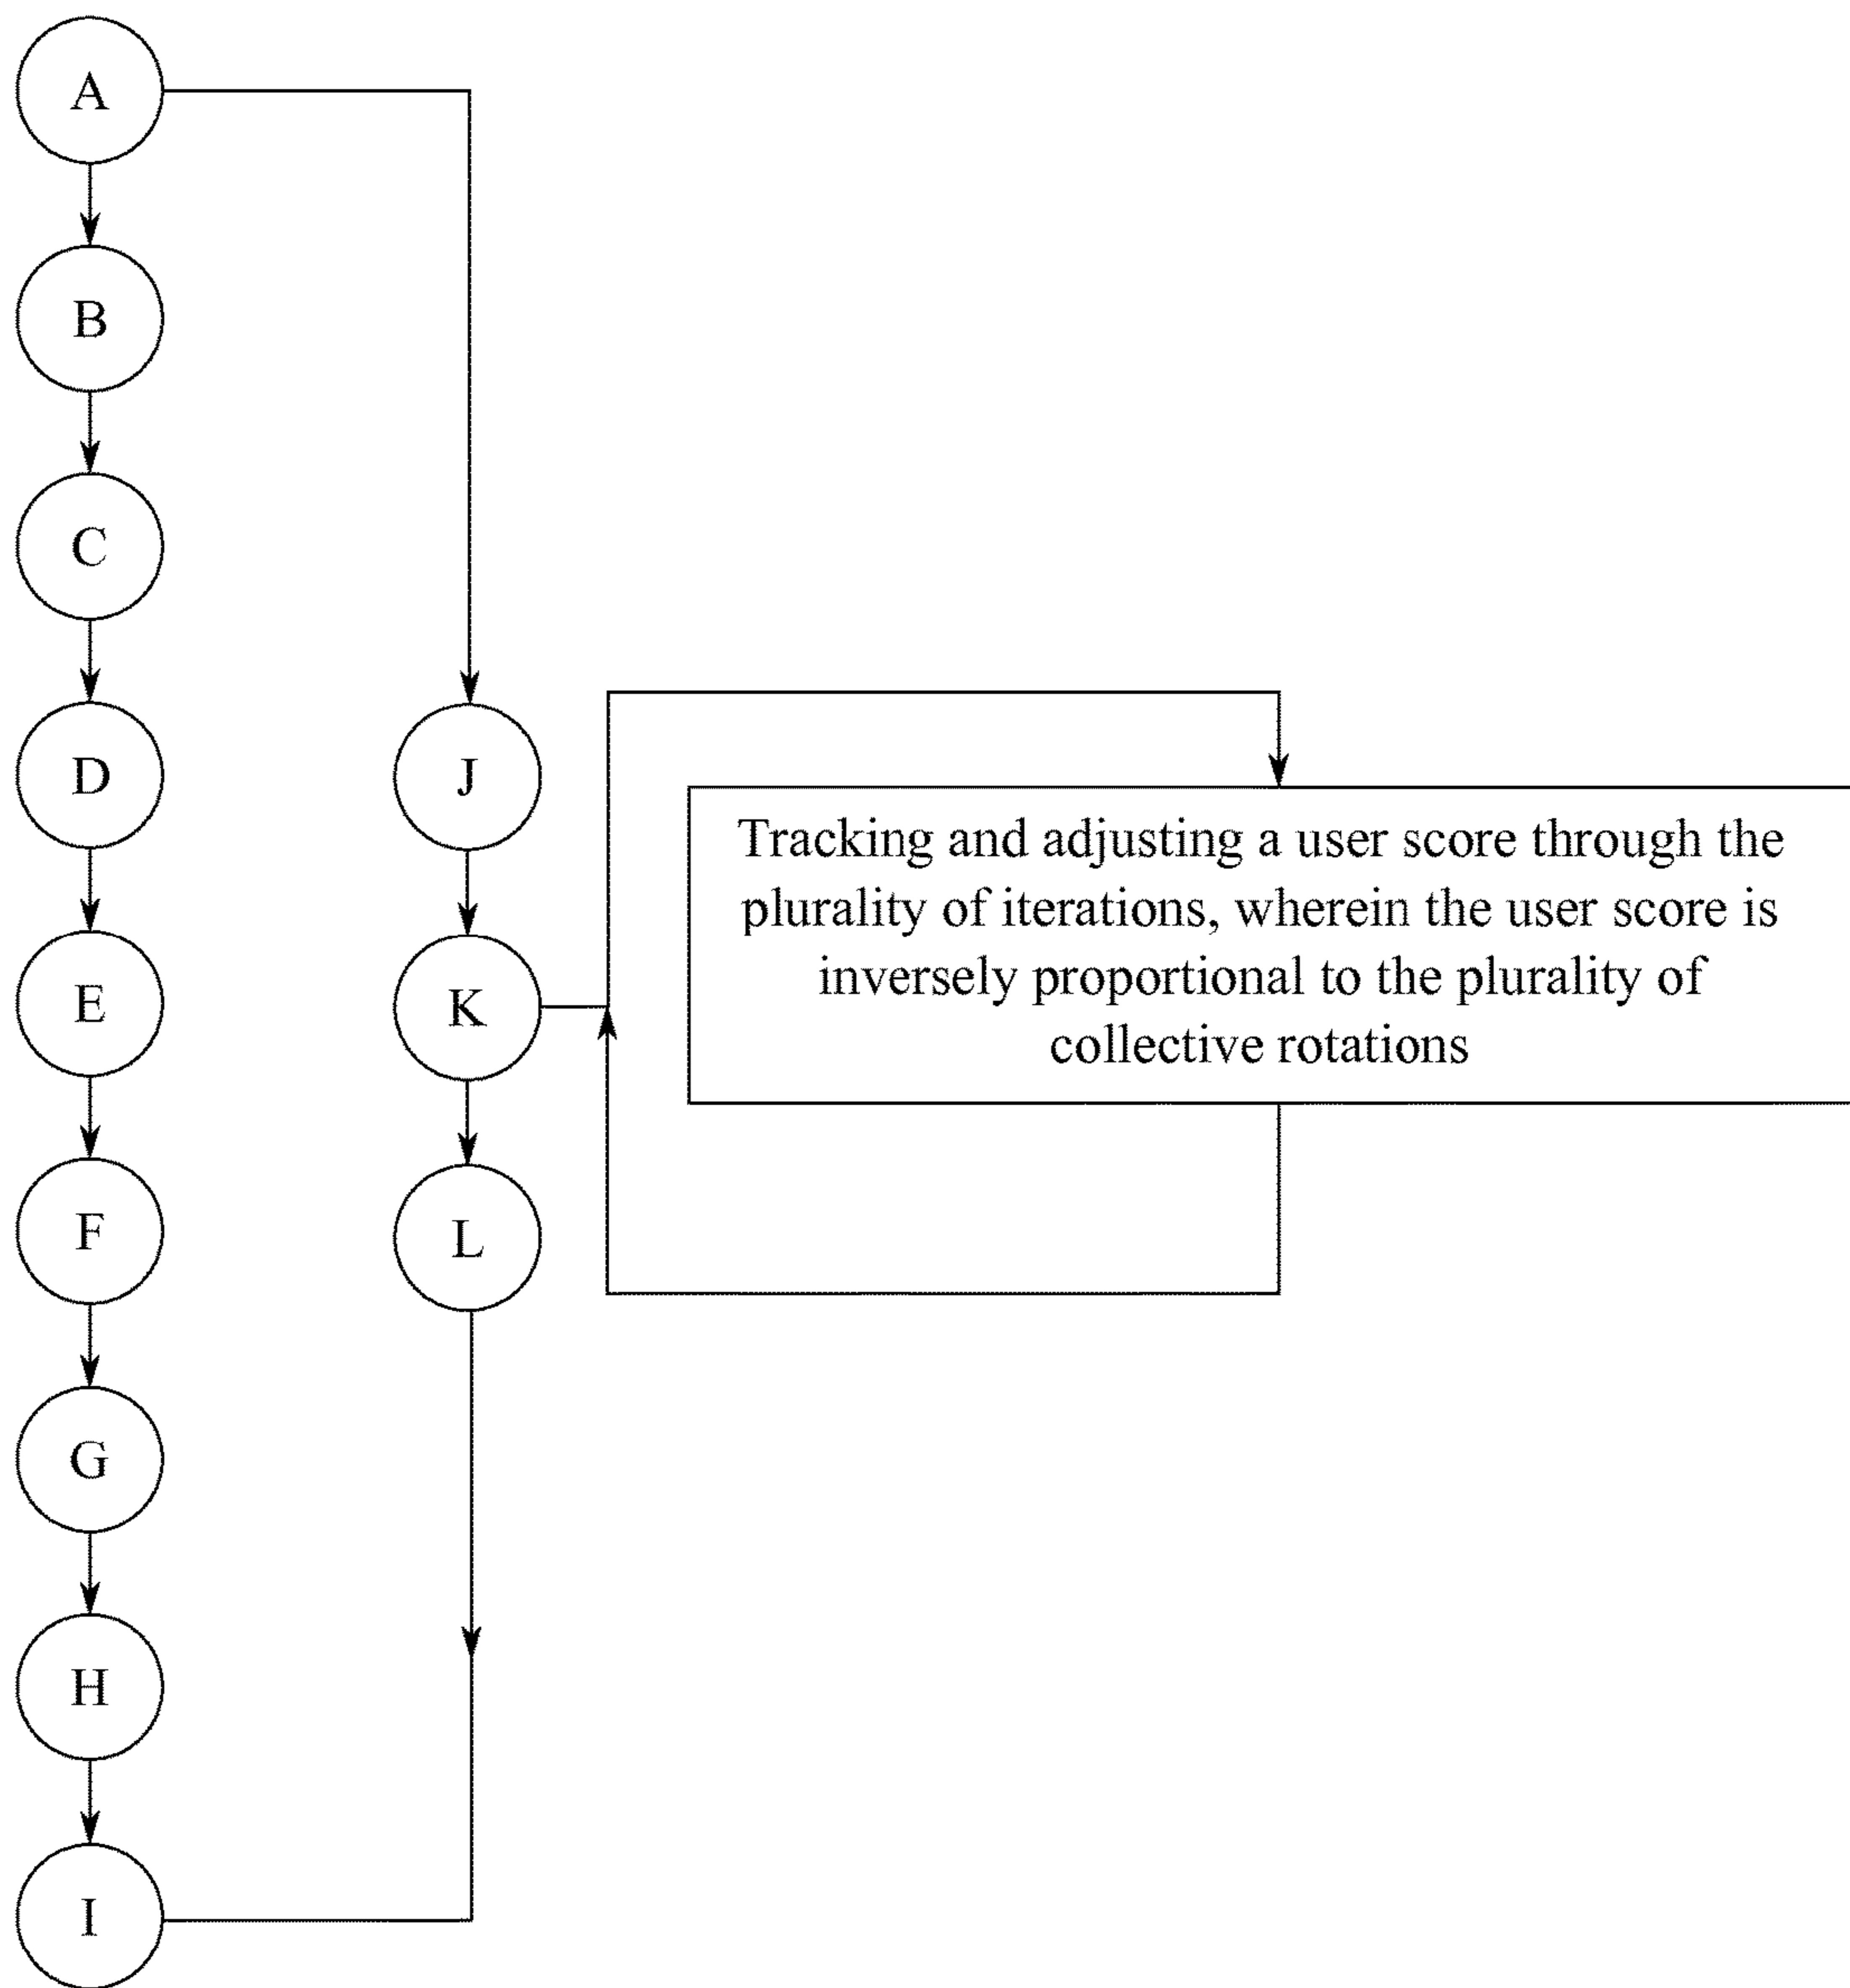 A
B
C
D
E
F
G
H
I
J
K
L
Tracking and adjusting a user score through the
plurality of iterations, wherein the user score is
inversely proportional to the plurality of
collective rotations